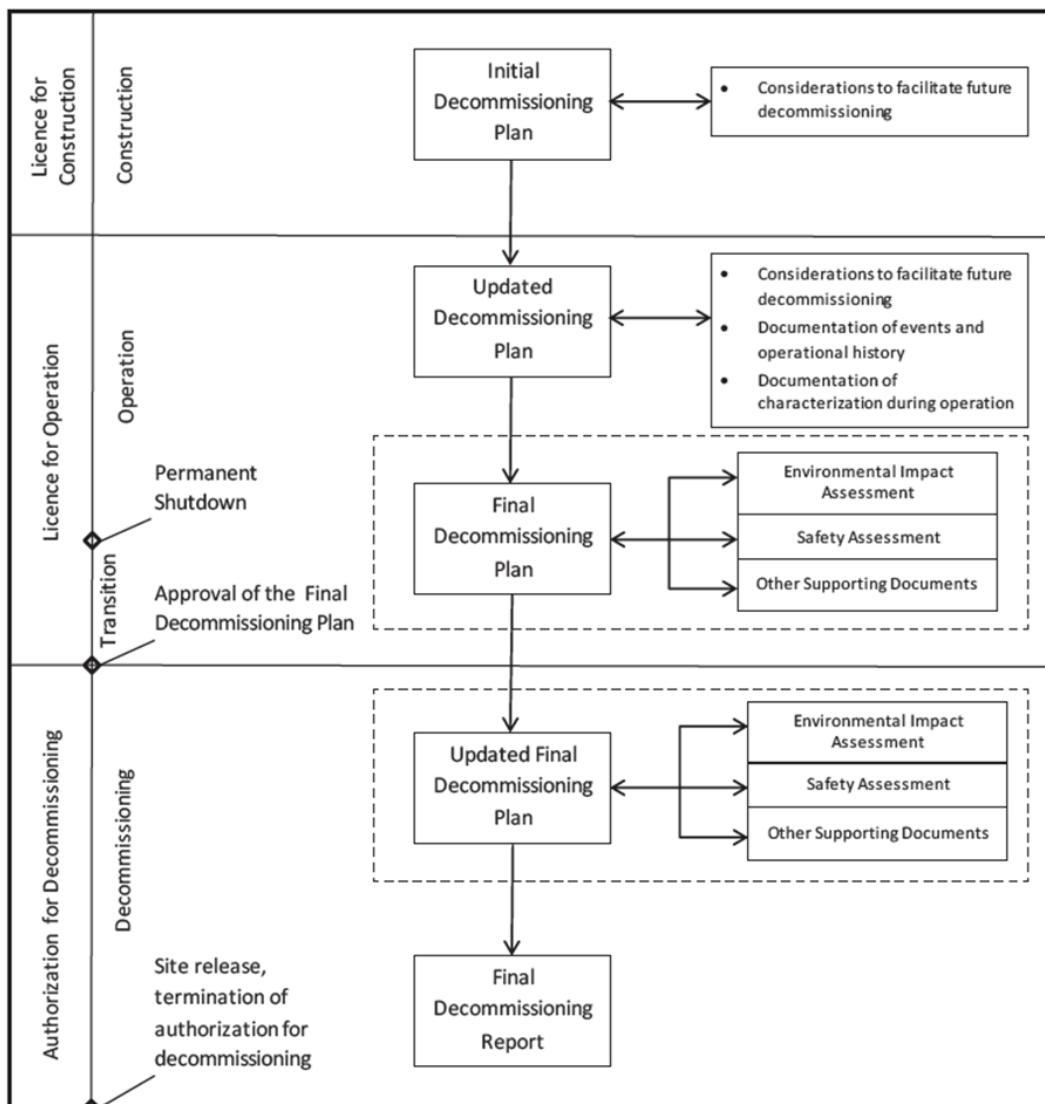 Licence for
Construction
Construction
Initial
Decommissioning
Plan
• Considerations to facilitate future
decommissioning
Licence for Operation
Operation
Updated
Decommissioning
Plan
• Considerations to facilitate future
decommissioning
• Documentation of events and
operational history
• Documentation of
characterization during operation
Permanent
Shutdown
Transition
Approval of the Final
Decommissioning Plan
Final
Decommissioning
Plan
Environmental Impact
Assessment
Safety Assessment
Other Supporting Documents
Authorization for Decommissioning
Decommissioning
Updated Final
Decommissioning
Plan
Environmental Impact
Assessment
Safety Assessment
Other Supporting Documents
Site release,
termination of
authorization for
decommissioning
Final
Decommissioning
Report